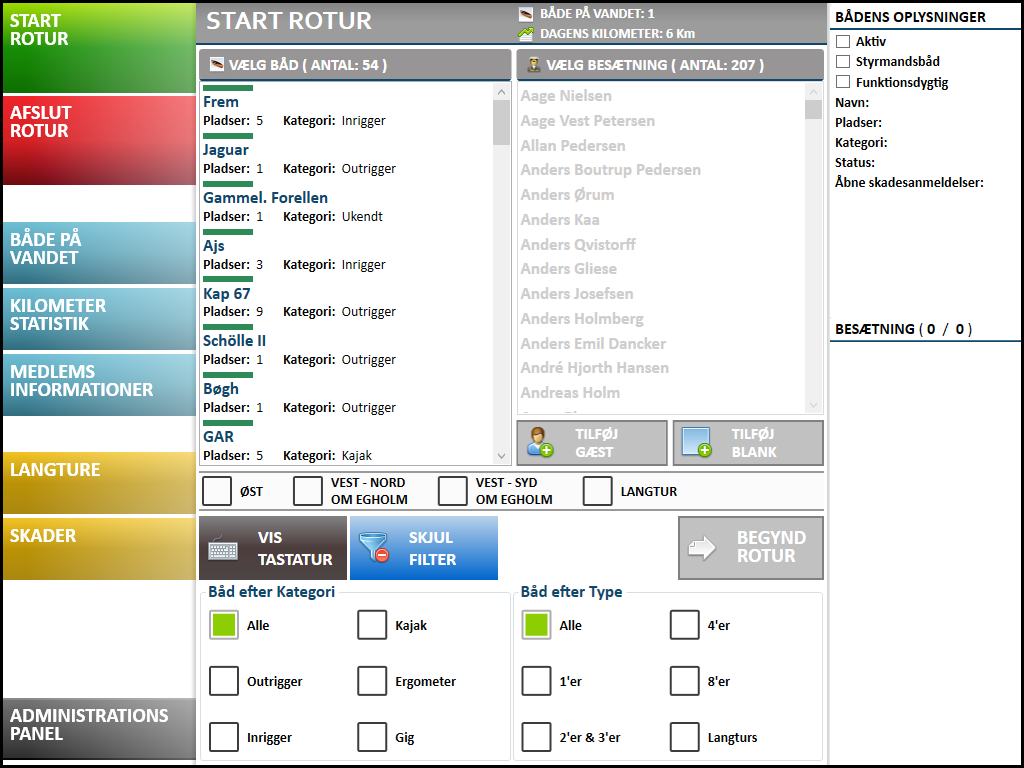 START
ROTUR
AFSLUT
ROTUR
BÅDE PÅ
VANDET
KILOMETER
STATISTIK
MEDLEMS
INFORMATIONER
LANGTURE
SKADER
ADMINISTRATIONS
PANEL
START ROTUR
BÅDE PÅ VANDET: 1
DAGENS KILOMETER: 6 Km
VÆLG BÅD ( ANTAL: 54 )
Frem
Pladser: 5 Kategori: Inrigger
Jaguar
Pladser: 1 Kategori: Outrigger
Gammel. Forellen
Pladser: 1 Kategori: Ukendt
Ajs
Pladser: 3 Kategori: Inrigger
Kap 67
Pladser: 9 Kategori: Outrigger
Schölle II
Pladser: 1 Kategori: Outrigger
Bøgh
Pladser: 1 Kategori: Outrigger
GAR
Pladser: 5 Kategori: Kajak
VÆLG BESÆTNING ( ANTAL: 207 )
Aage Nielsen
Aage Vest Petersen
Allan Pedersen
Anders Boutrup Pedersen
Anders Ørum
Anders Kaa
Anders Qvistorff
Anders Gliese
Anders Josefsen
Anders Holmberg
Anders Emil Dancker
André Hjorth Hansen
Andreas Holm
TILFØJ
GÆST
TILFØJ
BLANK
ØST
VEST - NORD
OM EGHOLM
VEST - SYD
OM EGHOLM
LANGTUR
VIS
TASTATUR
SKJUL
FILTER
BEGYND
ROTUR
Båd efter Kategori
Alle
Kajak
Outrigger
Ergometer
Inrigger
Gig
Båd efter Type
Alle
4'er
1'er
8'er
2'er & 3'er
Langturs
BÅDENS OPLYSNINGER
Aktiv
Styrmandsbåd
Funktionsdygtig
Navn:
Pladser:
Kategori:
Status:
Åbne skadesanmeldelser:
BESÆTNING ( 0 / 0 )